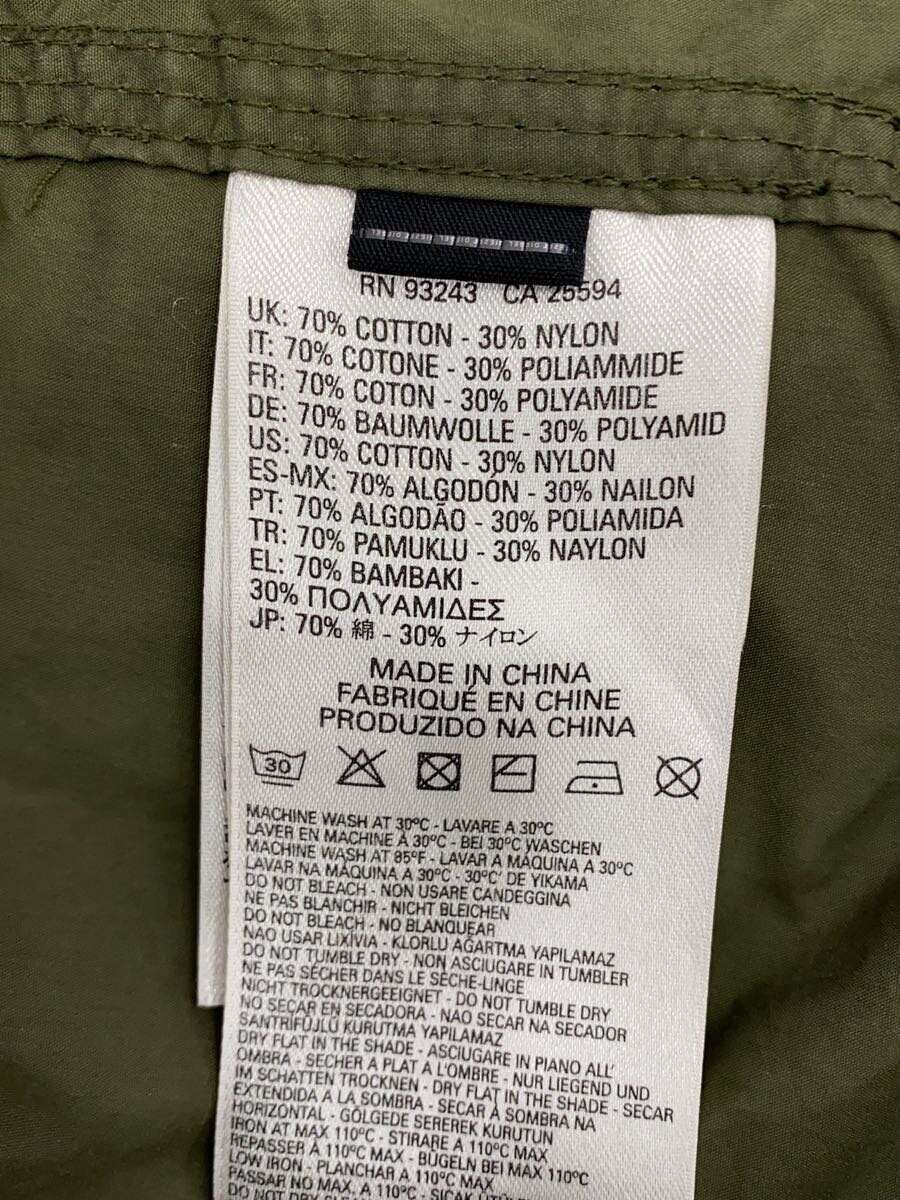 RN 93243 CA 25594
UK: 70% COTTON - 30% NYLON
IT: 70% COTONE - 30% POLIAMMIDE
FR: 70% COTON - 30% POLYAMIDE
DE: 70% BAUMWOLLE - 30% POLYAMID
US: 70% COTTON - 30% NYLON
ES-MX: 70% ALGODÓN - 30% NAILON
PT: 70% ALGODÃO - 30% POLIAMIDA
TR: 70% PAMUKLU - 30% NAYLON
EL: 70% BAMBAKI -
30% ΠΟΛΥΑΜΙΔΕΣ
JP: 70% 綿 - 30% ナイロン
MADE IN CHINA
FABRIQUÉ EN CHINE
PRODUZIDO NA CHINA
30
MACHINE WASH AT 30°C - LAVARE A 30°C
LAVER EN MACHINE À 30°C - BEI 30°C WASCHEN
MACHINE WASH AT 85°F - LAVAR A MÁQUINA A 30°C
LAVAR NA MÁQUINA A 30°C - 30°C' DE YIKAMA
DO NOT BLEACH - NON USARE CANDEGGINA
NE PAS BLANCHIR - NICHT BLEICHEN
DO NOT BLEACH - NO BLANQUEAR
NÃO USAR LIXÍVIA - KLORLU AĞARTMA YAPILAMAZ
DO NOT TUMBLE DRY - NON ASCIUGARE IN TUMBLER
NE PAS SÉCHER DANS LE SÈCHE-LINGE
NICHT TROCKNERGEEIGNET - DO NOT TUMBLE DRY
NO SECAR EN SECADORA - NÃO SECAR NA SECADOR
SANTRİFÜJLÜ KURUTMA YAPILAMAZ
DRY FLAT IN THE SHADE - ASCIUGARE IN PIANO ALL'
OMBRA - SECHER A PLAT A L'OMBRE - NUR LIEGEND UND
IM SCHATTEN TROCKNEN - DRY FLAT IN THE SHADE - SECAR
EXTENDIDA A LA SOMBRA - SECAR À SOMBRA NA
HORIZONTAL - GÖLGEDE SEREREK KURUTUN
IRON AT MAX 110°C - STIRARE A 110°C MAX
REPASSER À 110°C MAX - BÜGELN BEI MAX 110°C
LOW IRON - PLANCHAR A 110°C MAX
PASSAR NO MAX. A 110°C - SICAK
DO NOT DRY